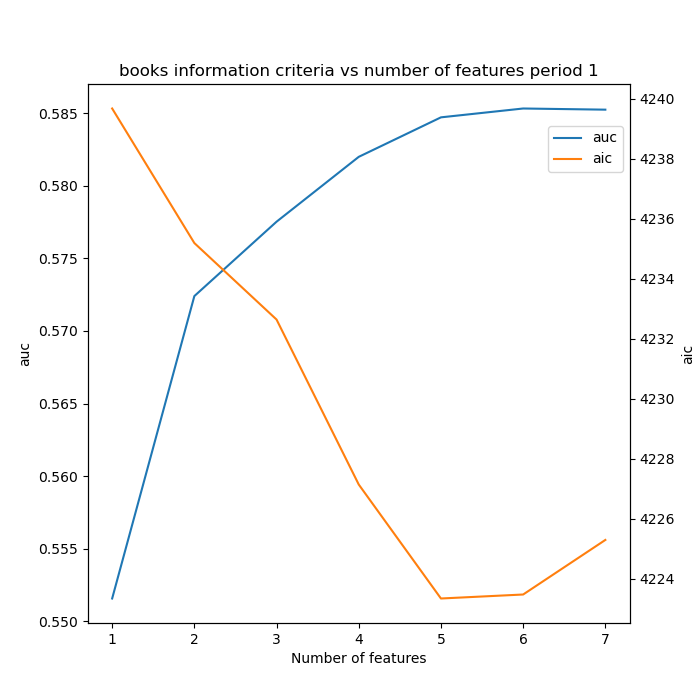 books information criteria vs number of features period 1
0.585
0.580
0.575
0.570
0.565
0.560
0.555
0.550
auc
1 2 3 4 5 6 7
Number of features
4240
4238
4236
4234
4232
4230
4228
4226
4224
aic
auc
aic